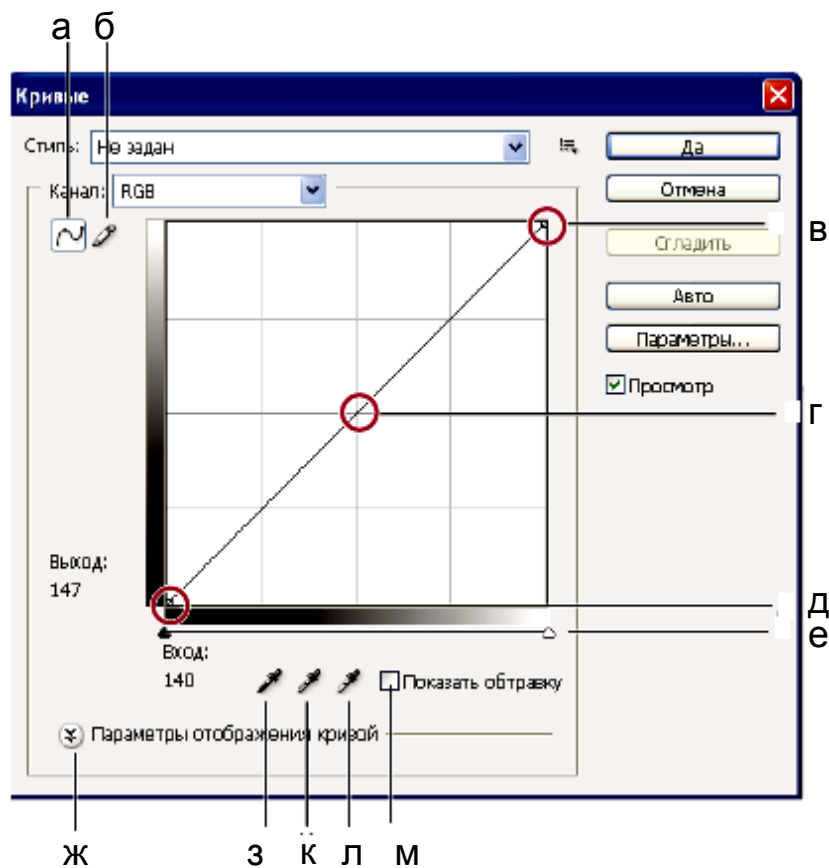 а б
Кривые
Стиль: Не задан
Да
Канал: RGB
Отмена
в
Сгладить
Авто
Параметры...
Просмотр
г
Выход:
147
д
е
Вход:
140
Показать обтравку
Параметры отображения кривой
ж з к л м